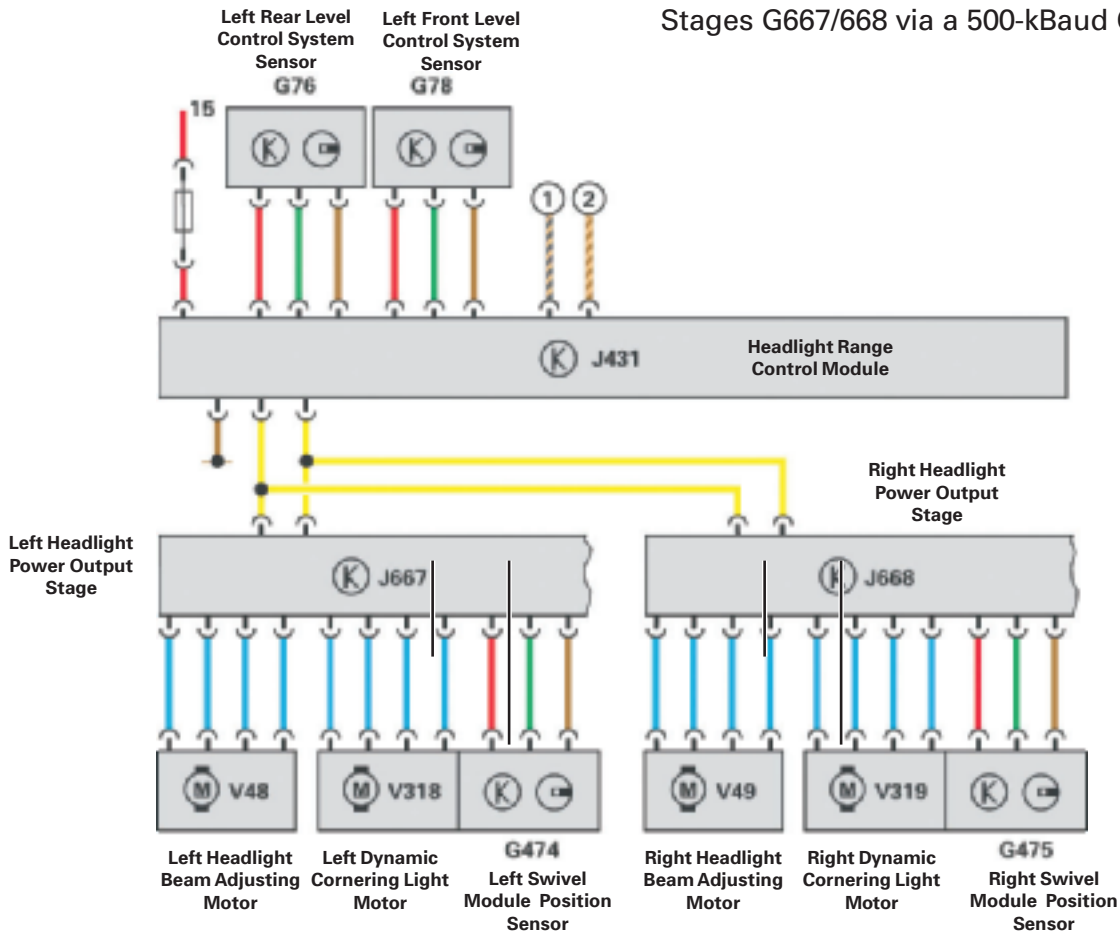 Stages G667/668 via a 500-kBaud
Left Rear Level
Control System
Sensor
G76
Left Front Level
Control System
Sensor
G78
15
1
2
J431
Headlight Range
Control Module
Right Headlight
Power Output
Stage
Left Headlight
Power Output
Stage
J667
J668
M V48
M V318
M V49
M V319
G474
G475
Left Headlight
Beam Adjusting
Motor
Left Dynamic
Cornering Light
Motor
Left Swivel
Module Position
Sensor
Right Headlight
Beam Adjusting
Motor
Right Dynamic
Cornering Light
Motor
Right Swivel
Module Position
Sensor